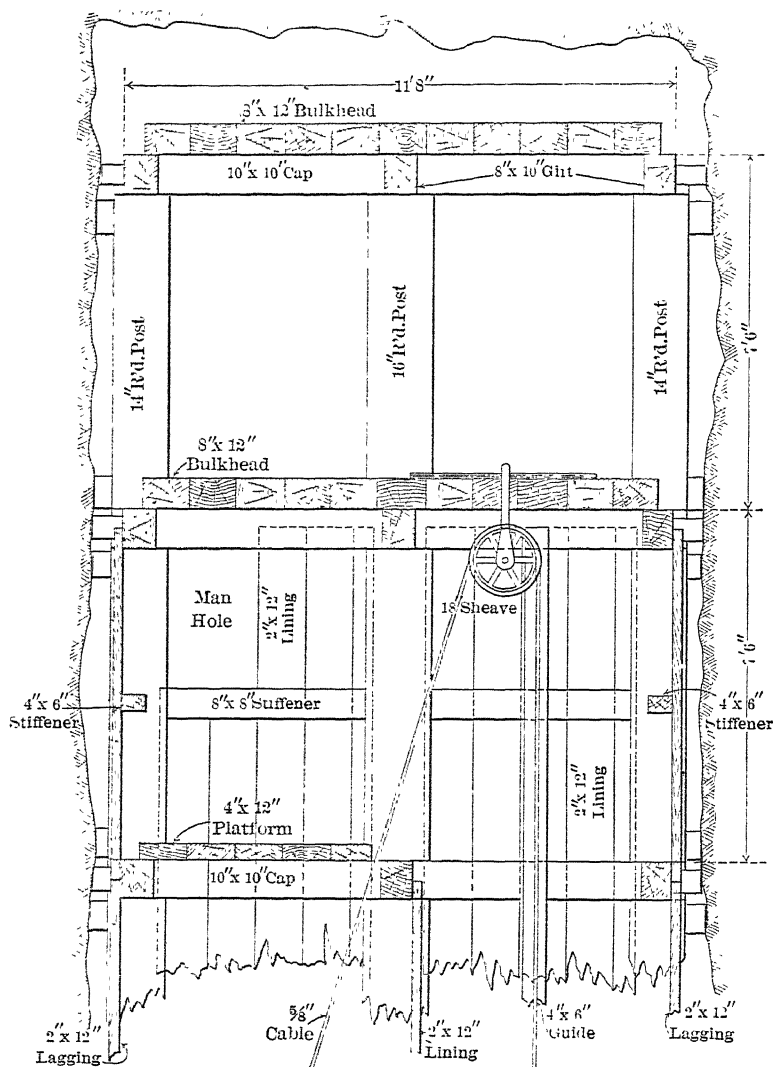 11'8"
8"x 12" Bulkhead
10"x 10" Cap
8"x 10" Girt
14" R'd. Post
16" R'd. Post
14" R'd. Post
7'6"
8"x 12"
Bulkhead
Man
Hole
2"x 12"
Lining
18" Sheave
7'6"
4"x 6"
Stiffener
8"x 8" Stiffener
4"x 6"
Stiffener
2"x 12"
Lining
4"x 12"
Platform
10"x 10" Cap
2"x 12"
Lagging
5/8"
Cable
2"x 12"
Lining
4"x 6"
Guide
2"x 12"
Lagging